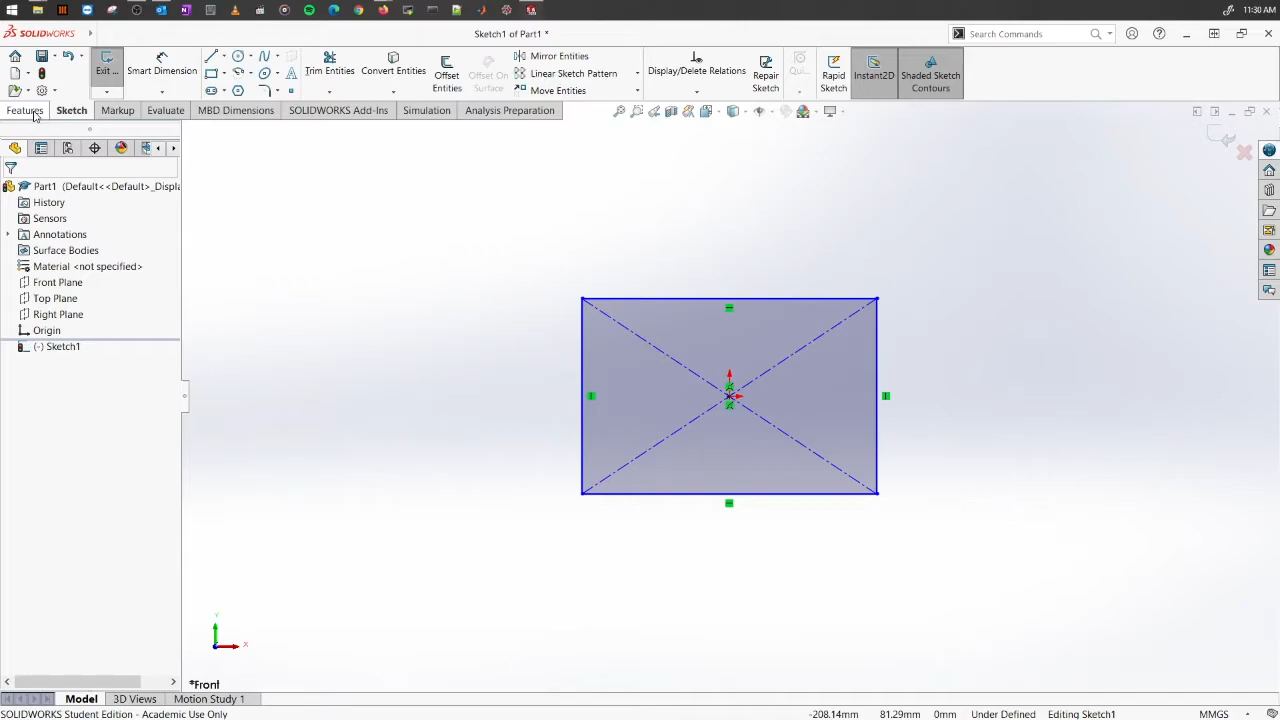 11:30 AM
SOLIDWORKS
Sketch1 of Part1 *
Search Commands
Exit ...
Smart Dimension
Trim Entities
Convert Entities
Offset Entities
Offset On Surface
Mirror Entities
Linear Sketch Pattern
Move Entities
Display/Delete Relations
Repair Sketch
Qui...
Rapid Sketch
Instant2D
Shaded Sketch Contours
Features
Sketch
Markup
Evaluate
MBD Dimensions
SOLIDWORKS Add-Ins
Simulation
Analysis Preparation
Part1 (Default<<Default>_Displa
History
Sensors
Annotations
Surface Bodies
Material <not specified>
Front Plane
Top Plane
Right Plane
Origin
(-) Sketch1
Y
X
*Front
Model
3D Views
Motion Study 1
SOLIDWORKS Student Edition - Academic Use Only
-208.14mm
81.29mm
0mm
Under Defined
Editing Sketch1
MMGS